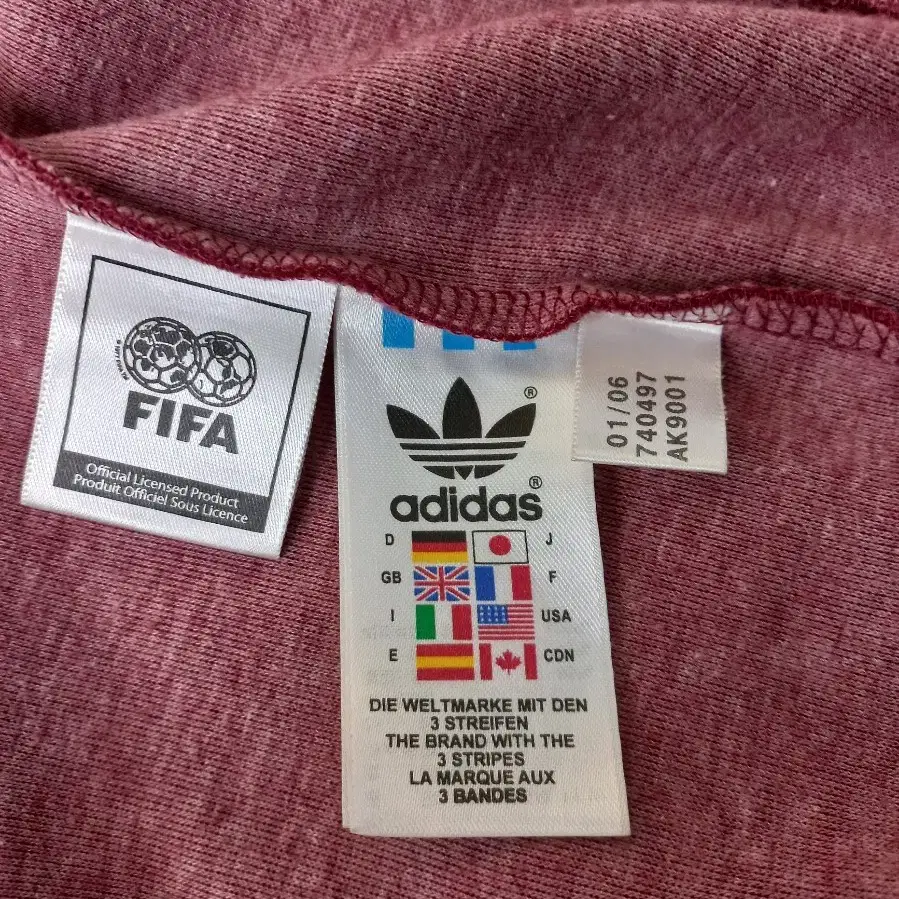 FIFA
Official Licensed Product
Produit Officiel Sous Licence
®
adidas®
D
J
GB
F
I
USA
E
CDN
DIE WELTMARKE MIT DEN
3 STREIFEN
THE BRAND WITH THE
3 STRIPES
LA MARQUE AUX
3 BANDES
01/06
740497
AK9001